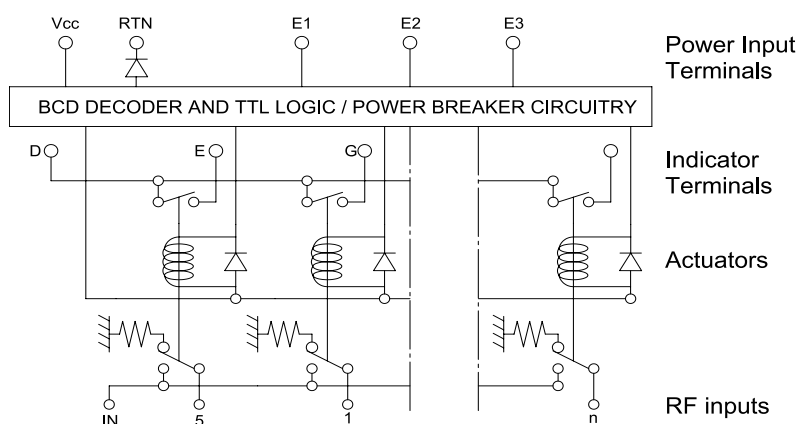 Vcc RTN E1 E2 E3
Power Input
Terminals
BCD DECODER AND TTL LOGIC / POWER BREAKER CIRCUITRY
D E G
Indicator
Terminals
Actuators
IN 5 1 n
RF inputs